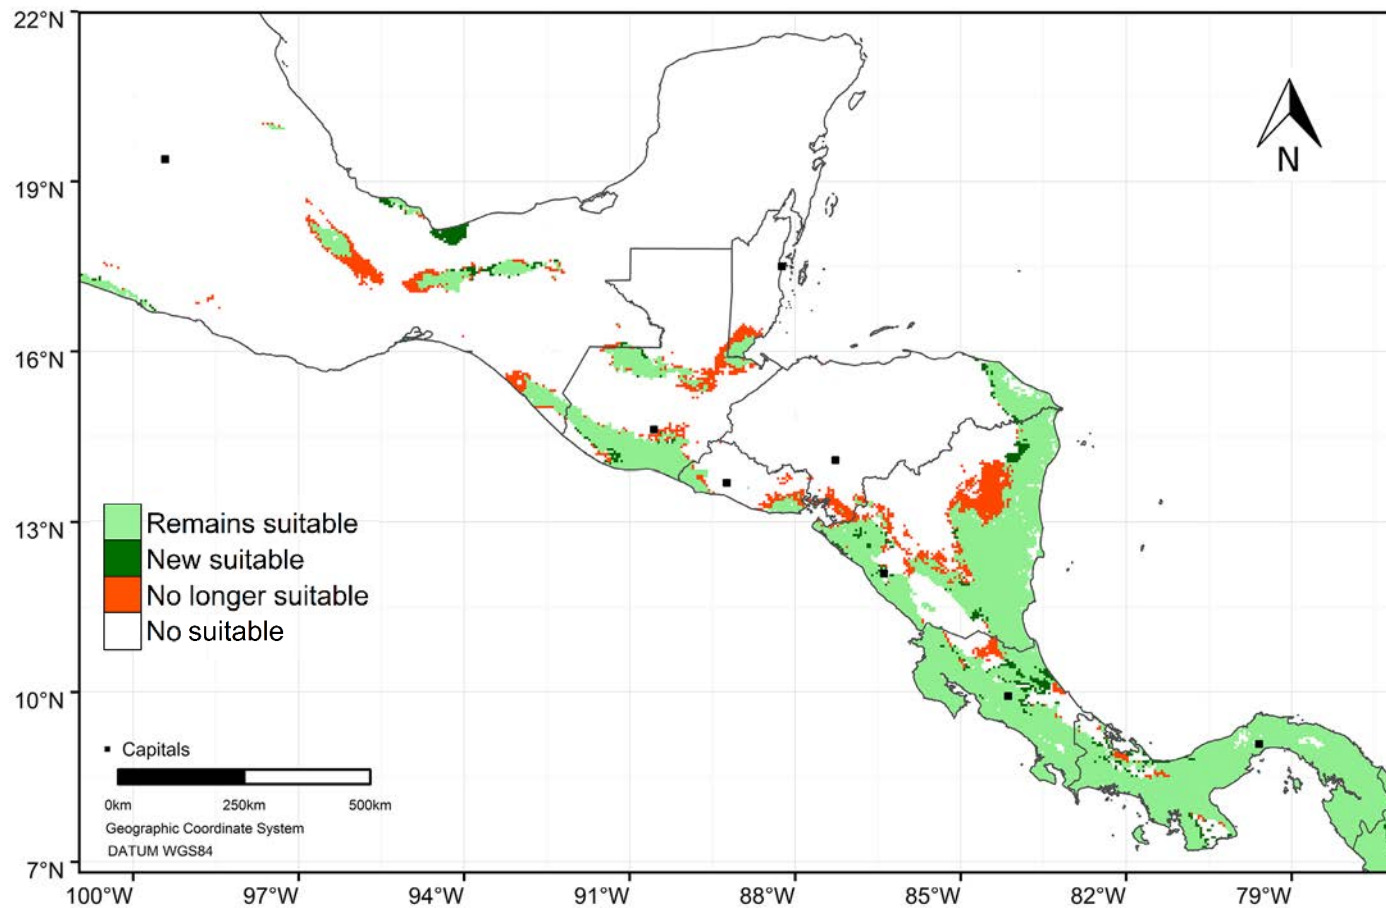 22°N
19°N
16°N
13°N
10°N
7°N
N
Remains suitable
New suitable
No longer suitable
No suitable
Capitals
0km 250km 500km
Geographic Coordinate System
DATUM WGS84
100°W 97°W 94°W 91°W 88°W 85°W 82°W 79°W